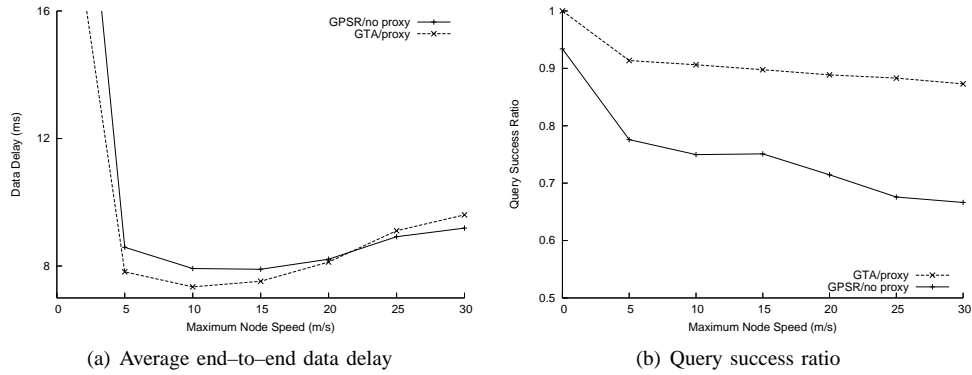 16
12
8
Data Delay (ms)
0
5
10
15
20
25
30
Maximum Node Speed (m/s)
GPSR/no proxy
GTA/proxy
(a) Average end–to–end data delay
1
0.9
0.8
0.7
0.6
0.5
Query Success Ratio
0
5
10
15
20
25
30
Maximum Node Speed (m/s)
GTA/proxy
GPSR/no proxy
(b) Query success ratio